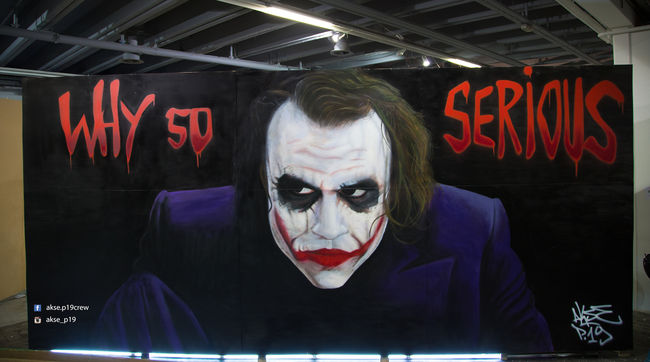 WHY SO SERIOUS
akse.p19crew
akse_p19
AKSE
P.19